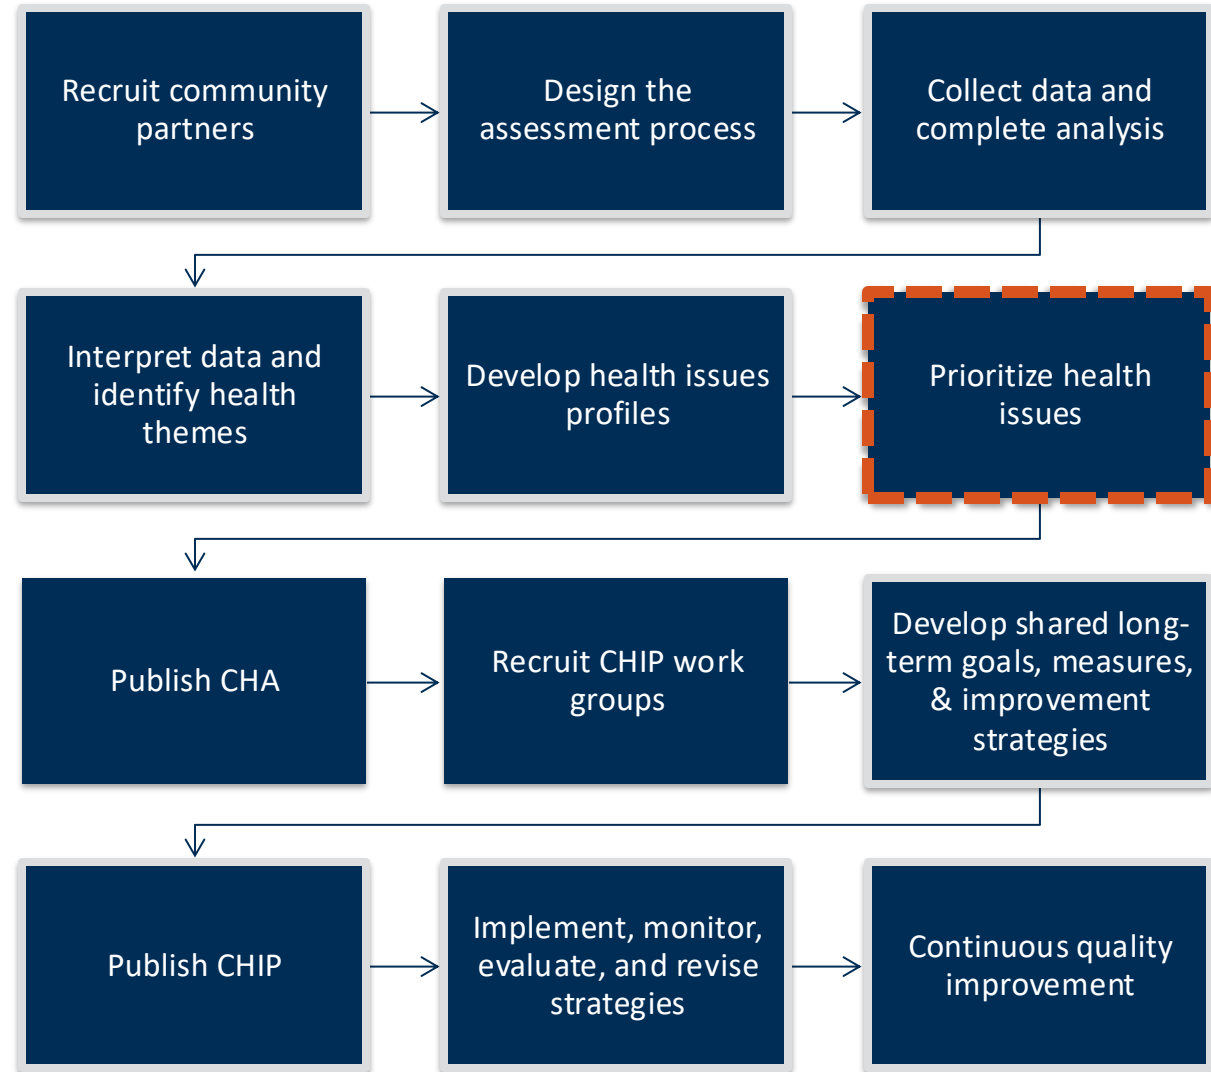 Recruit community
partners
Design the
assessment process
Collect data and
complete analysis
Interpret data and
identify health
themes
Develop health issues
profiles
Prioritize health
issues
Publish CHA
Recruit CHIP work
groups
Develop shared long-
term goals, measures,
& improvement
strategies
Publish CHIP
Implement, monitor,
evaluate, and revise
strategies
Continuous quality
improvement